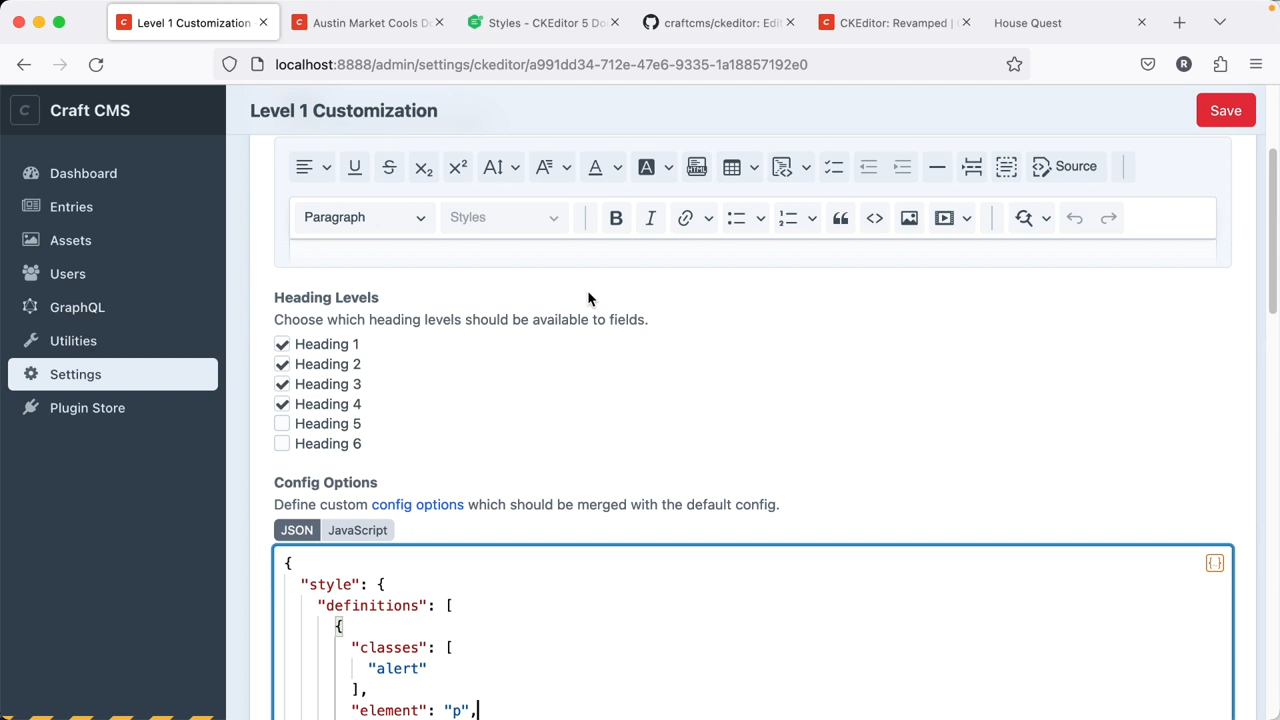 Level 1 Customization
Austin Market Cools D
Styles - CKEditor 5 Do
craftcms/ckeditor: Edi
CKEditor: Revamped |
House Quest
localhost:8888/admin/settings/ckeditor/a991dd34-712e-47e6-9335-1a18857192e0
R
C Craft CMS
Level 1 Customization
Save
Dashboard
Entries
Assets
Users
GraphQL
Utilities
Settings
Plugin Store
Source
Paragraph
Styles
Heading Levels
Choose which heading levels should be available to fields.
Heading 1
Heading 2
Heading 3
Heading 4
Heading 5
Heading 6
Config Options
Define custom config options which should be merged with the default config.
JSON JavaScript
{
"style": {
"definitions": [
{
"classes": [
"alert"
],
"element": "p",